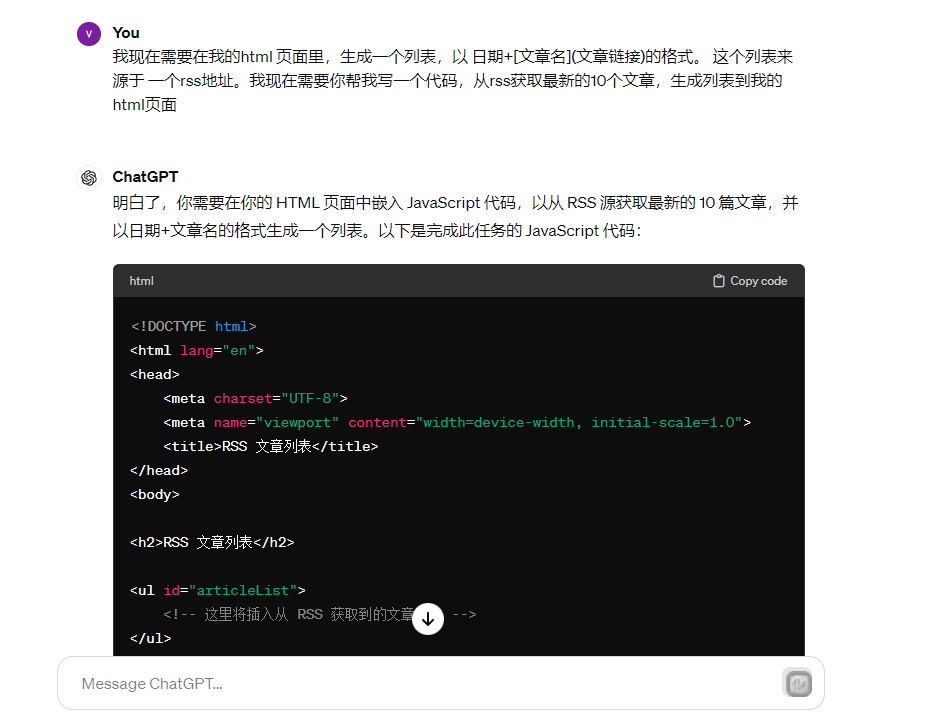 V
You
我现在需要在我的html 页面里，生成一个列表，以 日期+[文章名](文章链接)的格式。 这个列表来
源于 一个rss地址。我现在需要你帮我写一个代码，从rss获取最新的10个文章，生成列表到我的
html页面
ChatGPT
明白了，你需要在你的 HTML 页面中嵌入 JavaScript 代码，以从 RSS 源获取最新的 10 篇文章，并
以日期+文章名的格式生成一个列表。以下是完成此任务的 JavaScript 代码：
html
Copy code
<!DOCTYPE html>
<html lang="en">
<head>
<meta charset="UTF-8">
<meta name="viewport" content="width=device-width, initial-scale=1.0">
<title>RSS 文章列表</title>
</head>
<body>
<h2>RSS 文章列表</h2>
<ul id="articleList">
<!-- 这里将插入从 RSS 获取到的文章 -->
</ul>
Message ChatGPT...